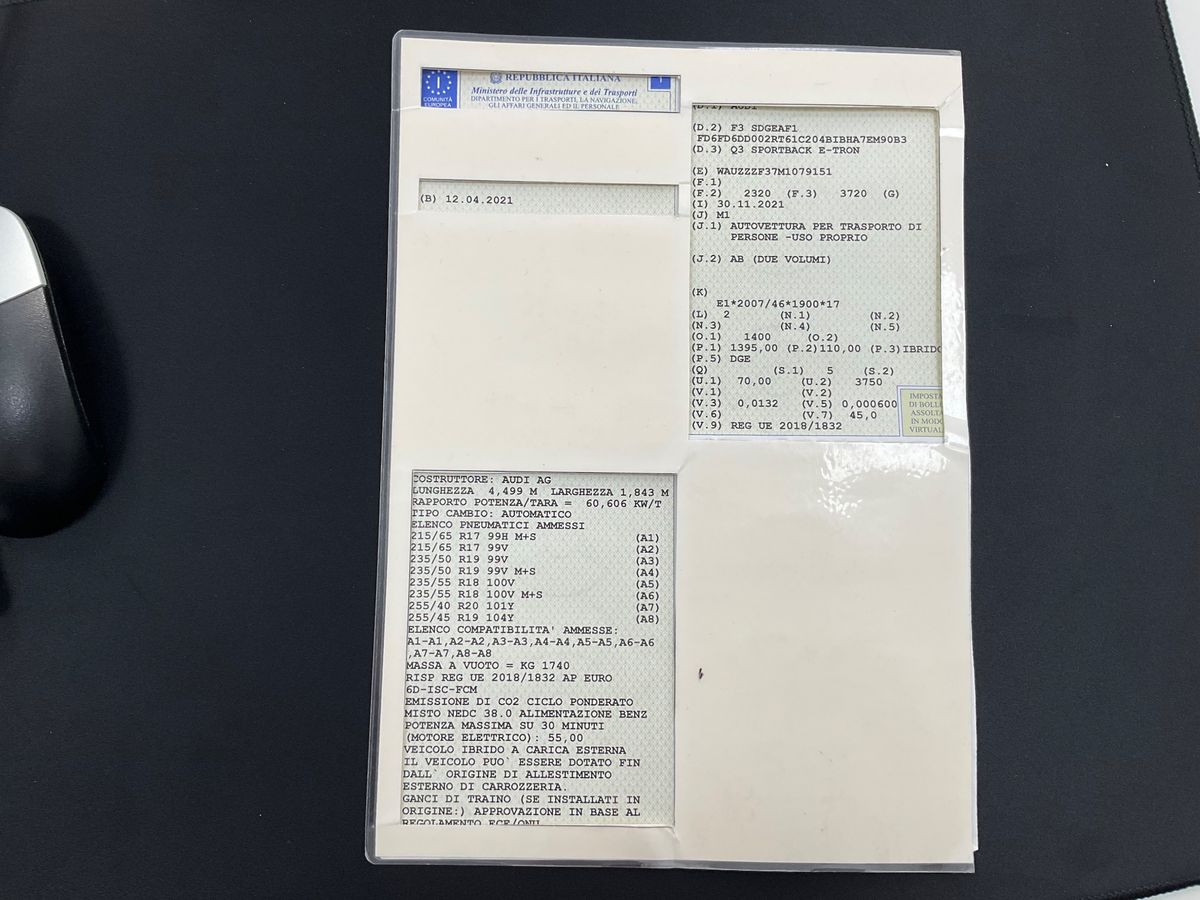 REPUBBLICA ITALIANA
Ministero delle Infrastrutture e dei Trasporti
DIPARTIMENTO PER I TRASPORTI, LA NAVIGAZIONE,
GLI AFFARI GENERALI ED IL PERSONALE
I
COMUNITÀ
EUROPEA
(B) 12.04.2021
COSTRUTTORE: AUDI AG
LUNGHEZZA 4,499 M LARGHEZZA 1,843 M
RAPPORTO POTENZA/TARA = 60,606 KW/T
TIPO CAMBIO: AUTOMATICO
ELENCO PNEUMATICI AMMESSI
215/65 R17 99H M+S (A1)
215/65 R17 99V (A2)
235/50 R19 99V (A3)
235/50 R19 99V M+S (A4)
235/55 R18 100V (A5)
235/55 R18 100V M+S (A6)
255/40 R20 101Y (A7)
255/45 R19 104Y (A8)
ELENCO COMPATIBILITA' AMMESSE:
A1-A1,A2-A2,A3-A3,A4-A4,A5-A5,A6-A6
,A7-A7,A8-A8
MASSA A VUOTO = KG 1740
RISP REG UE 2018/1832 AP EURO
6D-ISC-FCM
EMISSIONE DI CO2 CICLO PONDERATO
MISTO NEDC 38.0 ALIMENTAZIONE BENZ
POTENZA MASSIMA SU 30 MINUTI
(MOTORE ELETTRICO): 55,00
VEICOLO IBRIDO A CARICA ESTERNA
IL VEICOLO PUO` ESSERE DOTATO FIN
DALL` ORIGINE DI ALLESTIMENTO
ESTERNO DI CARROZZERIA.
GANCI DI TRAINO (SE INSTALLATI IN
ORIGINE:) APPROVAZIONE IN BASE AL
REGOLAMENTO ECE/ONU
(D.1) AUDI
(D.2) F3 SDGEAF1
FD6FD6DD002RT61C204BIBHA7EM90B3
(D.3) Q3 SPORTBACK E-TRON
(E) WAUZZZF37M1079151
(F.1)
(F.2) 2320 (F.3) 3720 (G)
(I) 30.11.2021
(J) M1
(J.1) AUTOVETTURA PER TRASPORTO DI
PERSONE -USO PROPRIO
(J.2) AB (DUE VOLUMI)
(K)
E1*2007/46*1900*17
(L) 2 (N.1) (N.2)
(N.3) (N.4) (N.5)
(O.1) 1400 (O.2)
(P.1) 1395,00 (P.2)110,00 (P.3)IBRIDO
(P.5) DGE
(Q) (S.1) 5 (S.2)
(U.1) 70,00 (U.2) 3750
(V.1) (V.2)
(V.3) 0,0132 (V.5) 0,000600
(V.6) (V.7) 45,0
(V.9) REG UE 2018/1832
IMPOSTA
DI BOLLO
ASSOLTA
IN MODO
VIRTUAL